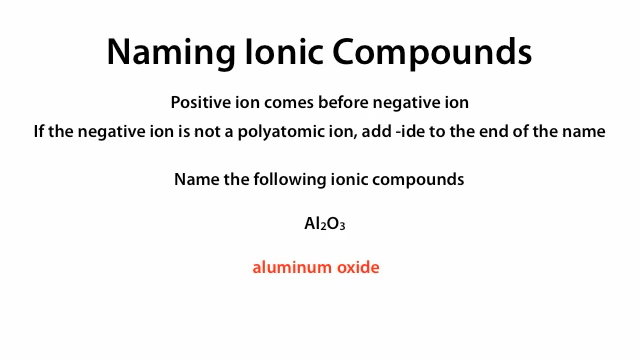 Naming Ionic Compounds
Positive ion comes before negative ion
If the negative ion is not a polyatomic ion, add -ide to the end of the name
Name the following ionic compounds
Al₂O₃
aluminum oxide